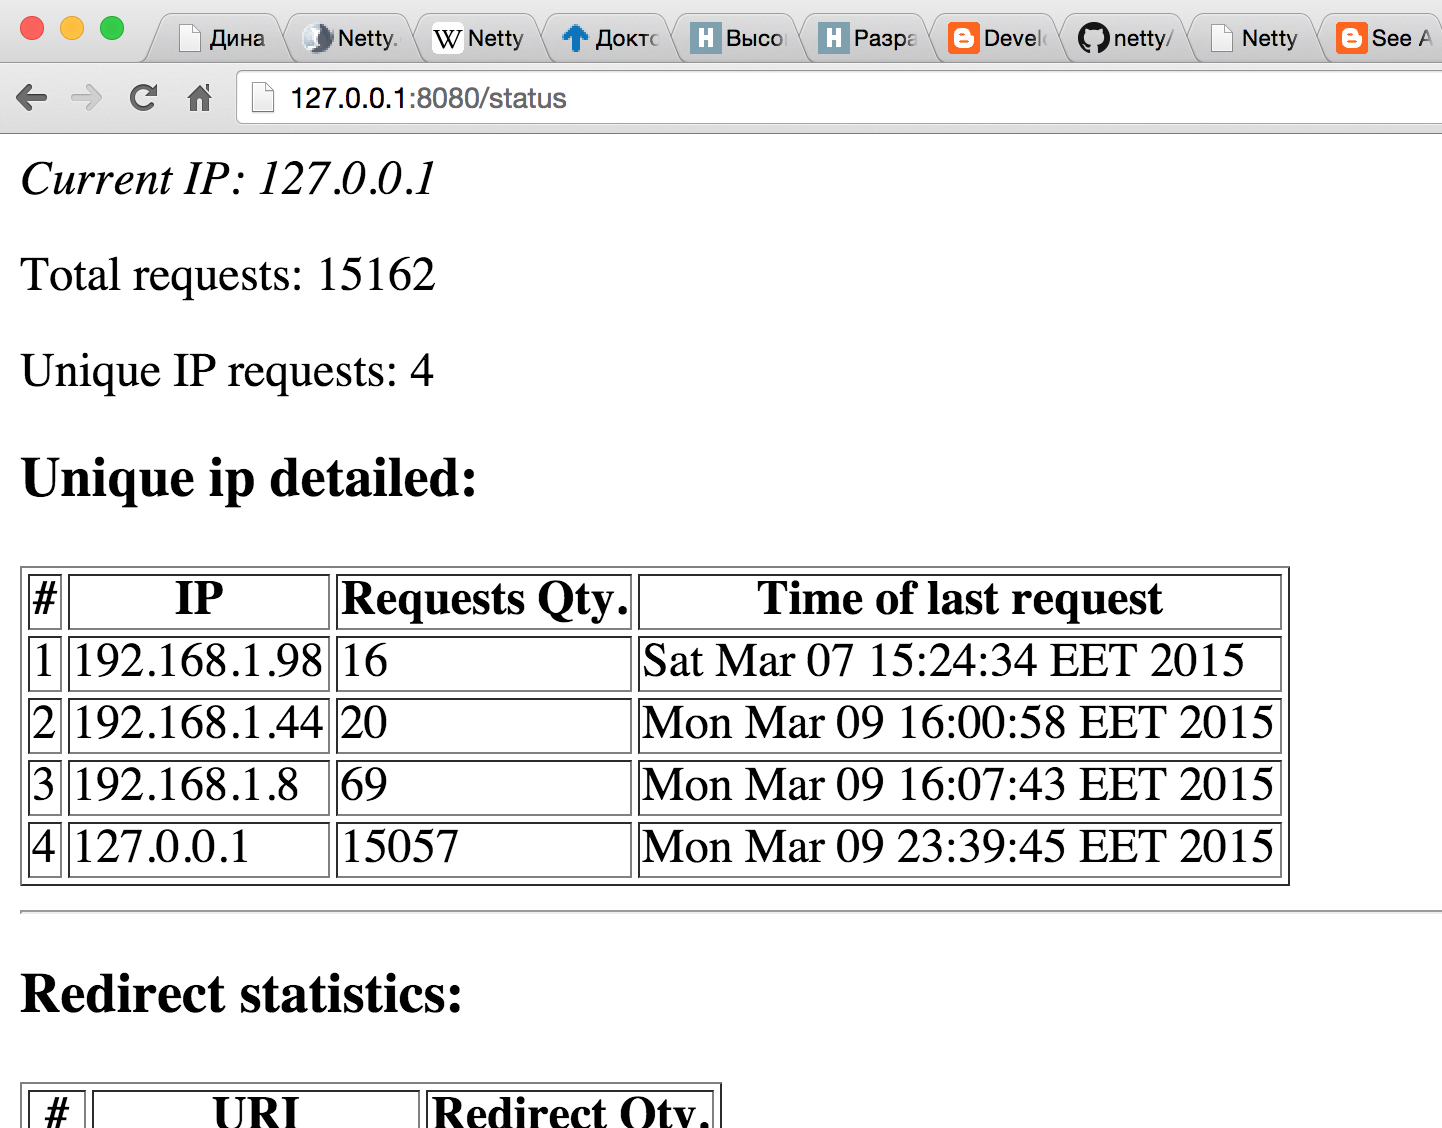 Дина Netty. W Netty Докто H Высо H Разра Develo netty/ Netty See A
127.0.0.1:8080/status
Current IP: 127.0.0.1
Total requests: 15162
Unique IP requests: 4
Unique ip detailed:
# IP Requests Qty. Time of last request
1 192.168.1.98 16 Sat Mar 07 15:24:34 EET 2015
2 192.168.1.44 20 Mon Mar 09 16:00:58 EET 2015
3 192.168.1.8 69 Mon Mar 09 16:07:43 EET 2015
4 127.0.0.1 15057 Mon Mar 09 23:39:45 EET 2015
Redirect statistics:
# URI Redirect Qty.